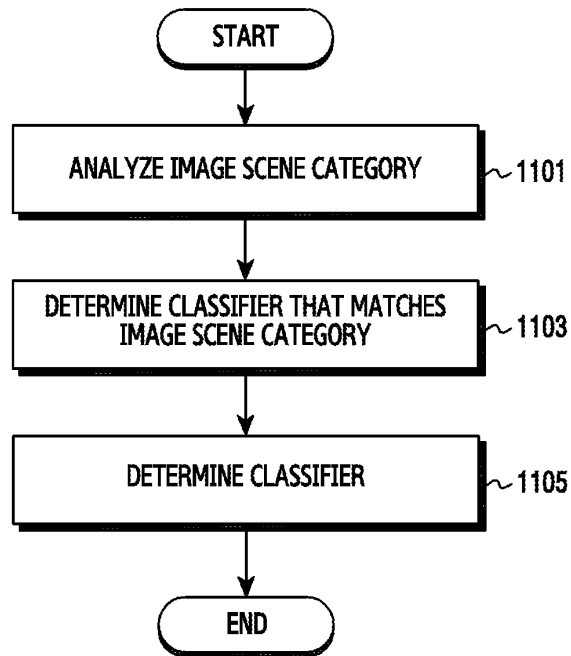 START
ANALYZE IMAGE SCENE CATEGORY
1101
DETERMINE CLASSIFIER THAT MATCHES
IMAGE SCENE CATEGORY
1103
DETERMINE CLASSIFIER
1105
END